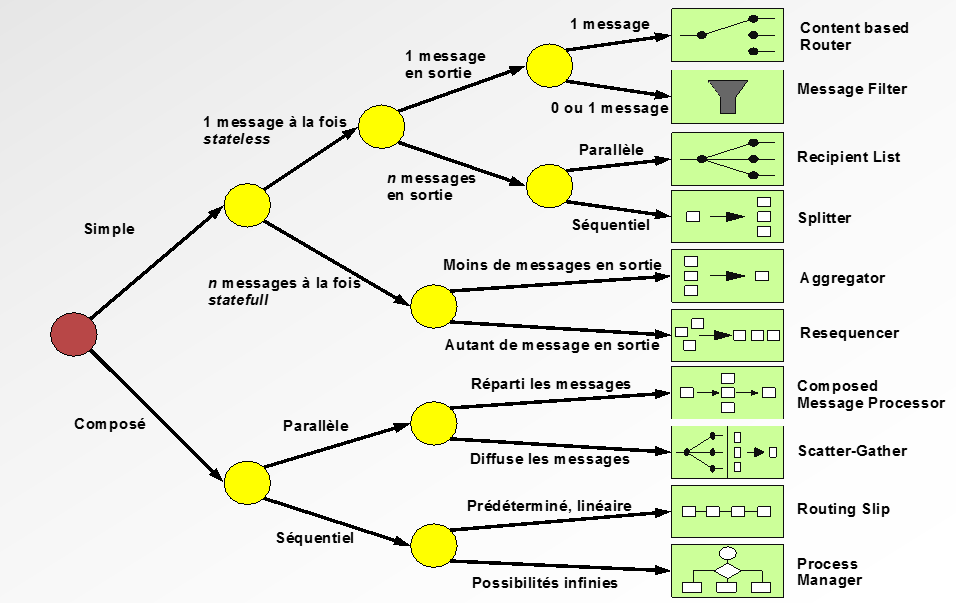 1 message
Content based
Router
1 message
en sortie
Message Filter
0 ou 1 message
1 message à la fois
stateless
Parallèle
Recipient List
n messages
en sortie
Séquentiel
Splitter
Simple
Moins de messages en sortie
Aggregator
n messages à la fois
statefull
Autant de message en sortie
Resequencer
Réparti les messages
Composed
Message Processor
Composé
Parallèle
Diffuse les messages
Scatter-Gather
Prédéterminé, linéaire
Routing Slip
Séquentiel
Possibilités infinies
Process
Manager